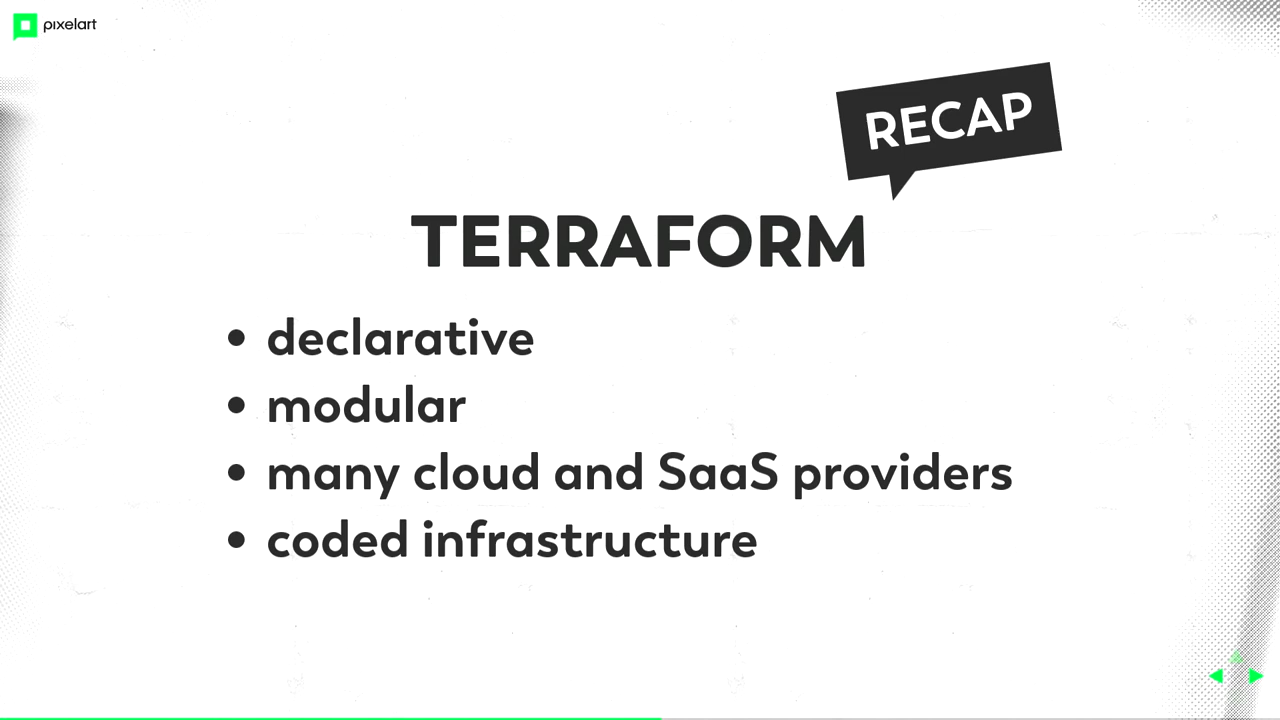 pixelart
RECAP
TERRAFORM
• declarative
• modular
• many cloud and SaaS providers
• coded infrastructure